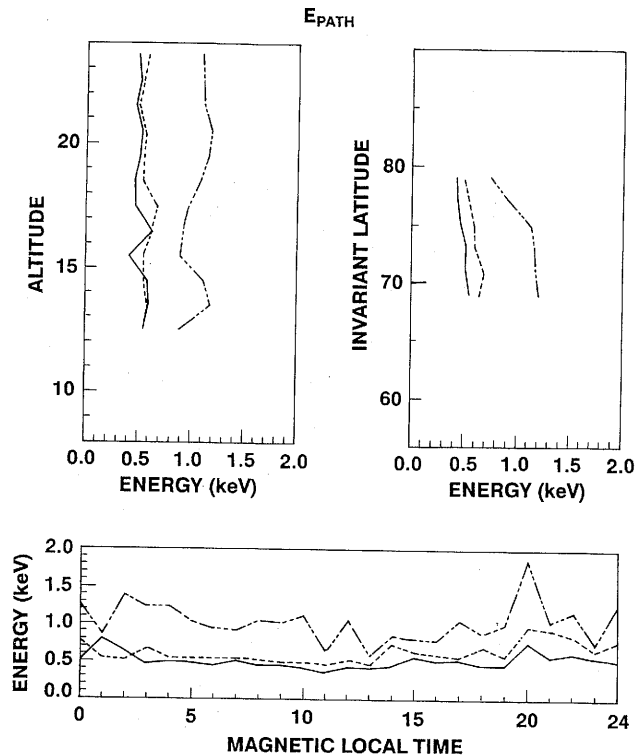 E_PATH
ALTITUDE
20
15
10
0.0 0.5 1.0 1.5 2.0
ENERGY (keV)
INVARIANT LATITUDE
80
70
60
0.0 0.5 1.0 1.5 2.0
ENERGY (keV)
ENERGY (keV)
2.0
1.5
1.0
0.5
0.0
0 5 10 15 20 24
MAGNETIC LOCAL TIME